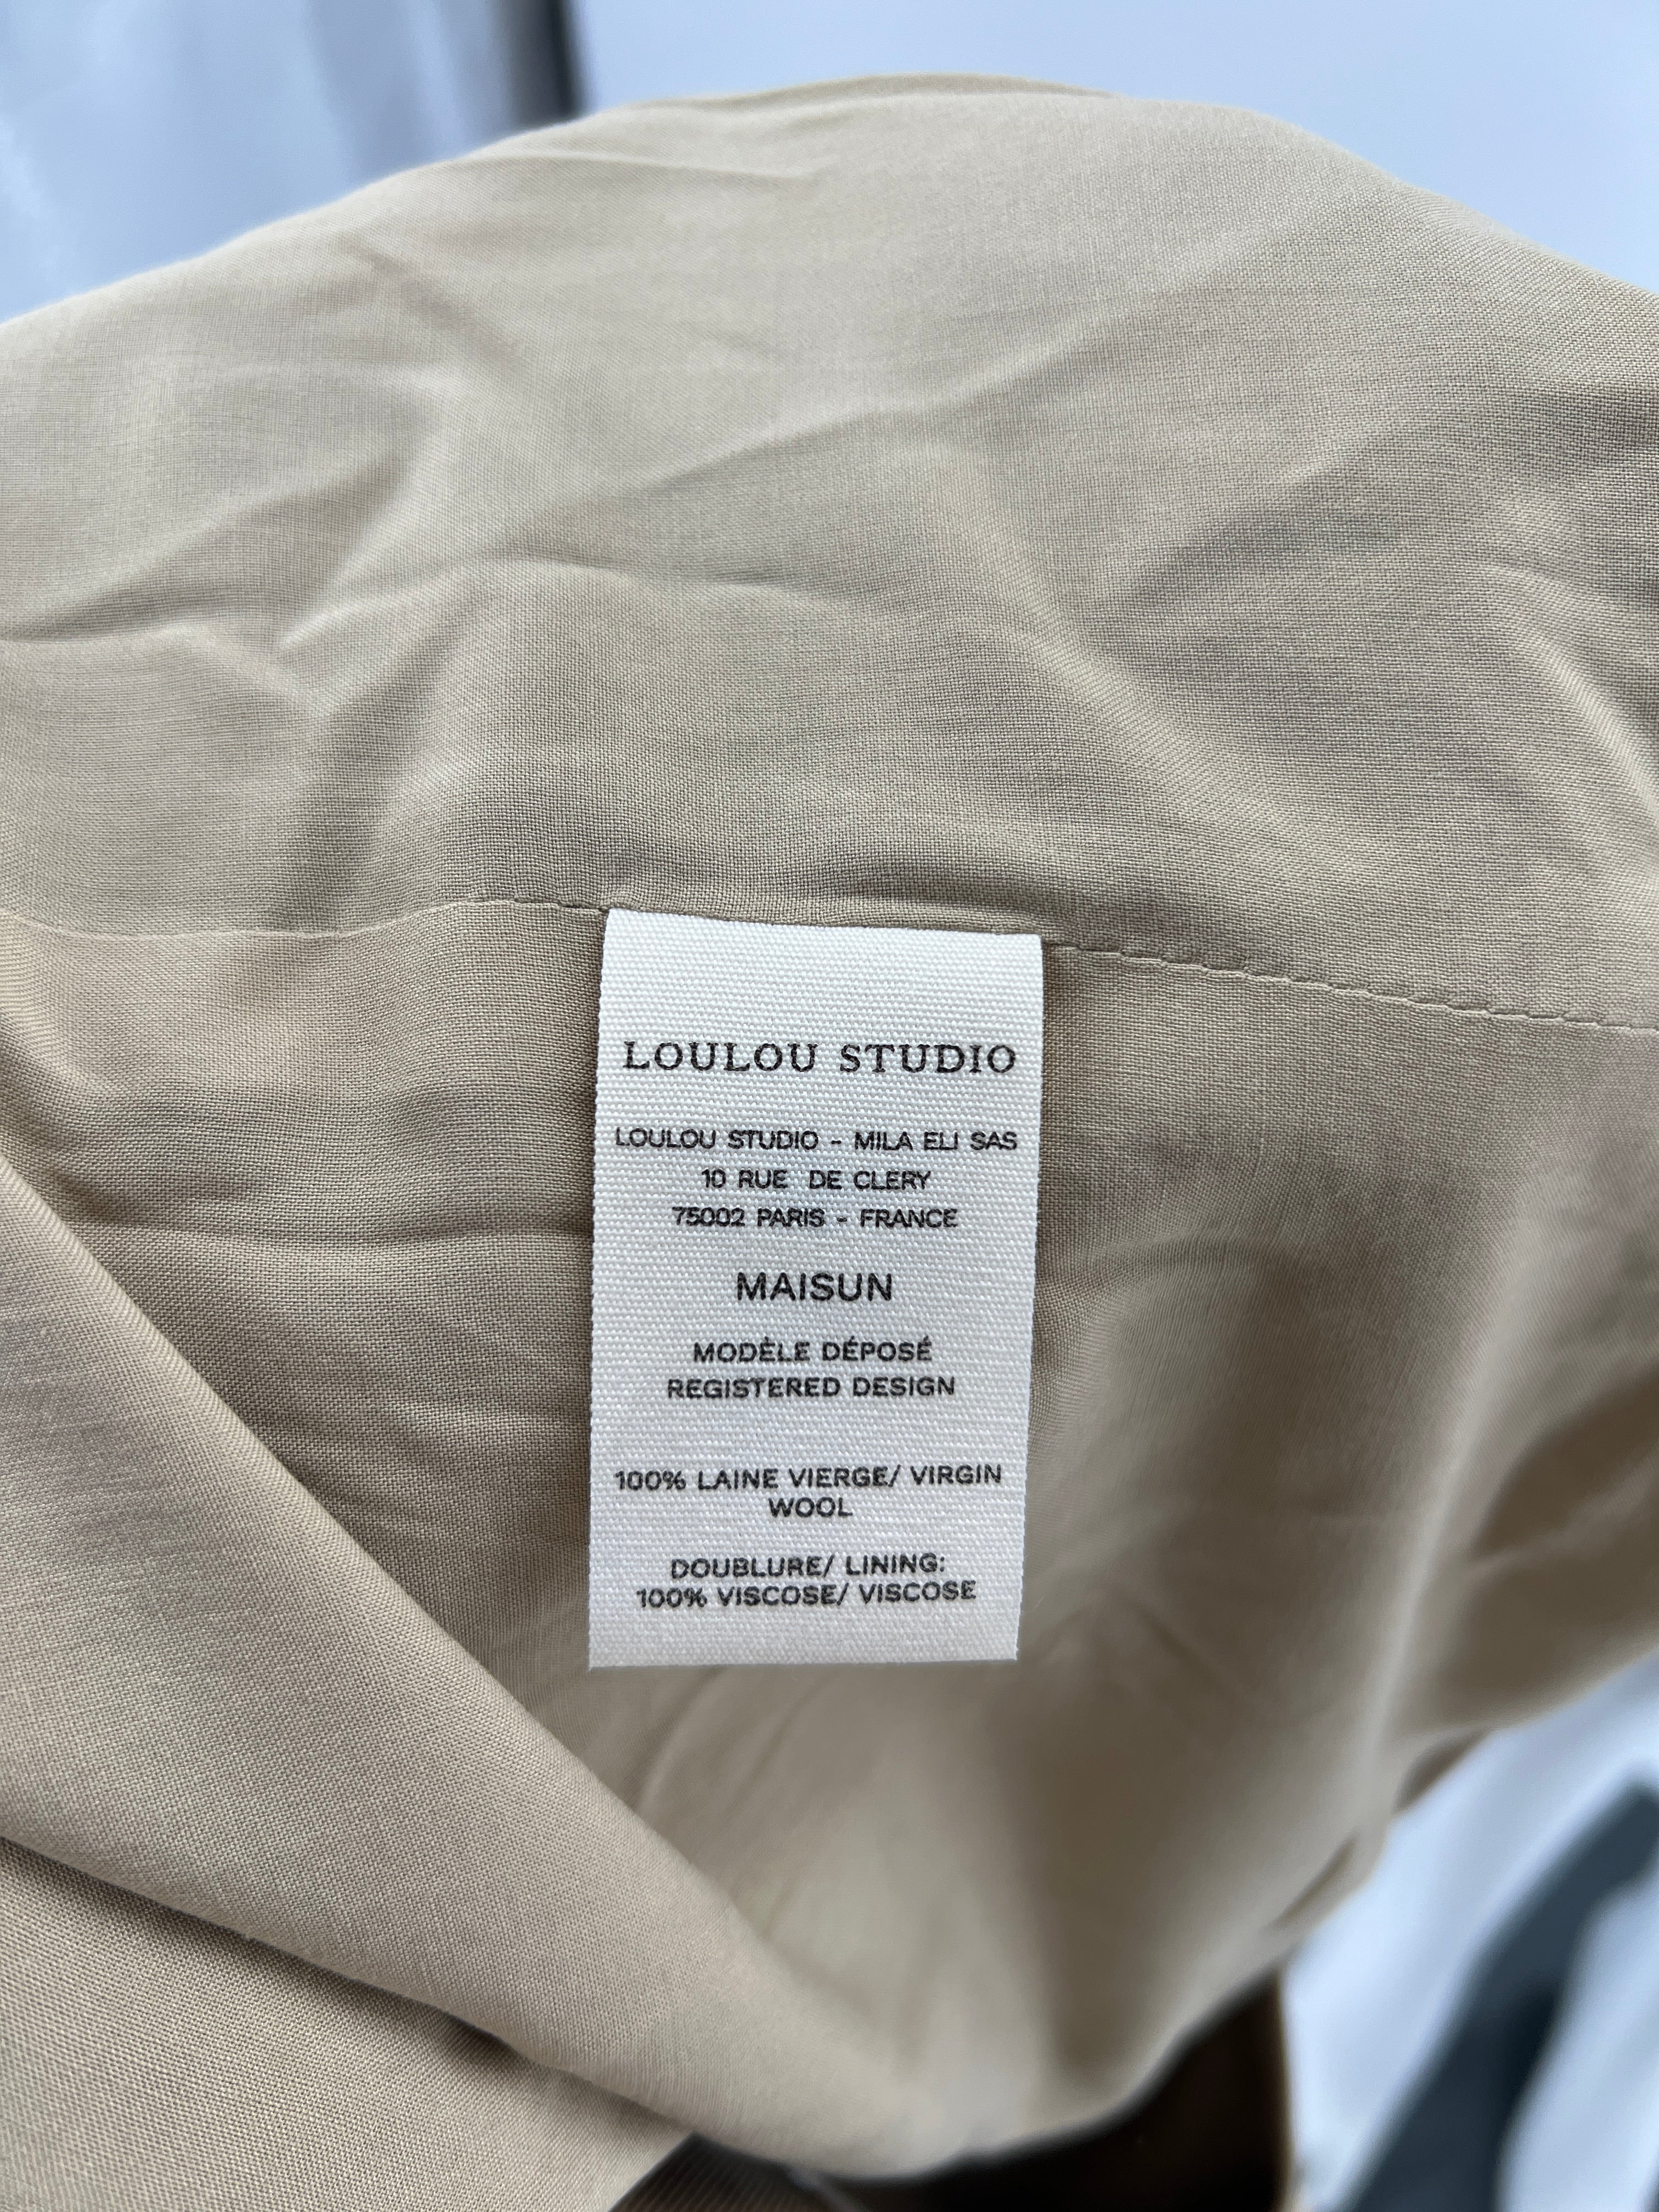 LOULOU STUDIO
LOULOU STUDIO - MILA ELI SAS
10 RUE DE CLERY
75002 PARIS - FRANCE
MAISUN
MODÈLE DÉPOSÉ
REGISTERED DESIGN
100% LAINE VIERGE/ VIRGIN
WOOL
DOUBLURE/ LINING:
100% VISCOSE/ VISCOSE